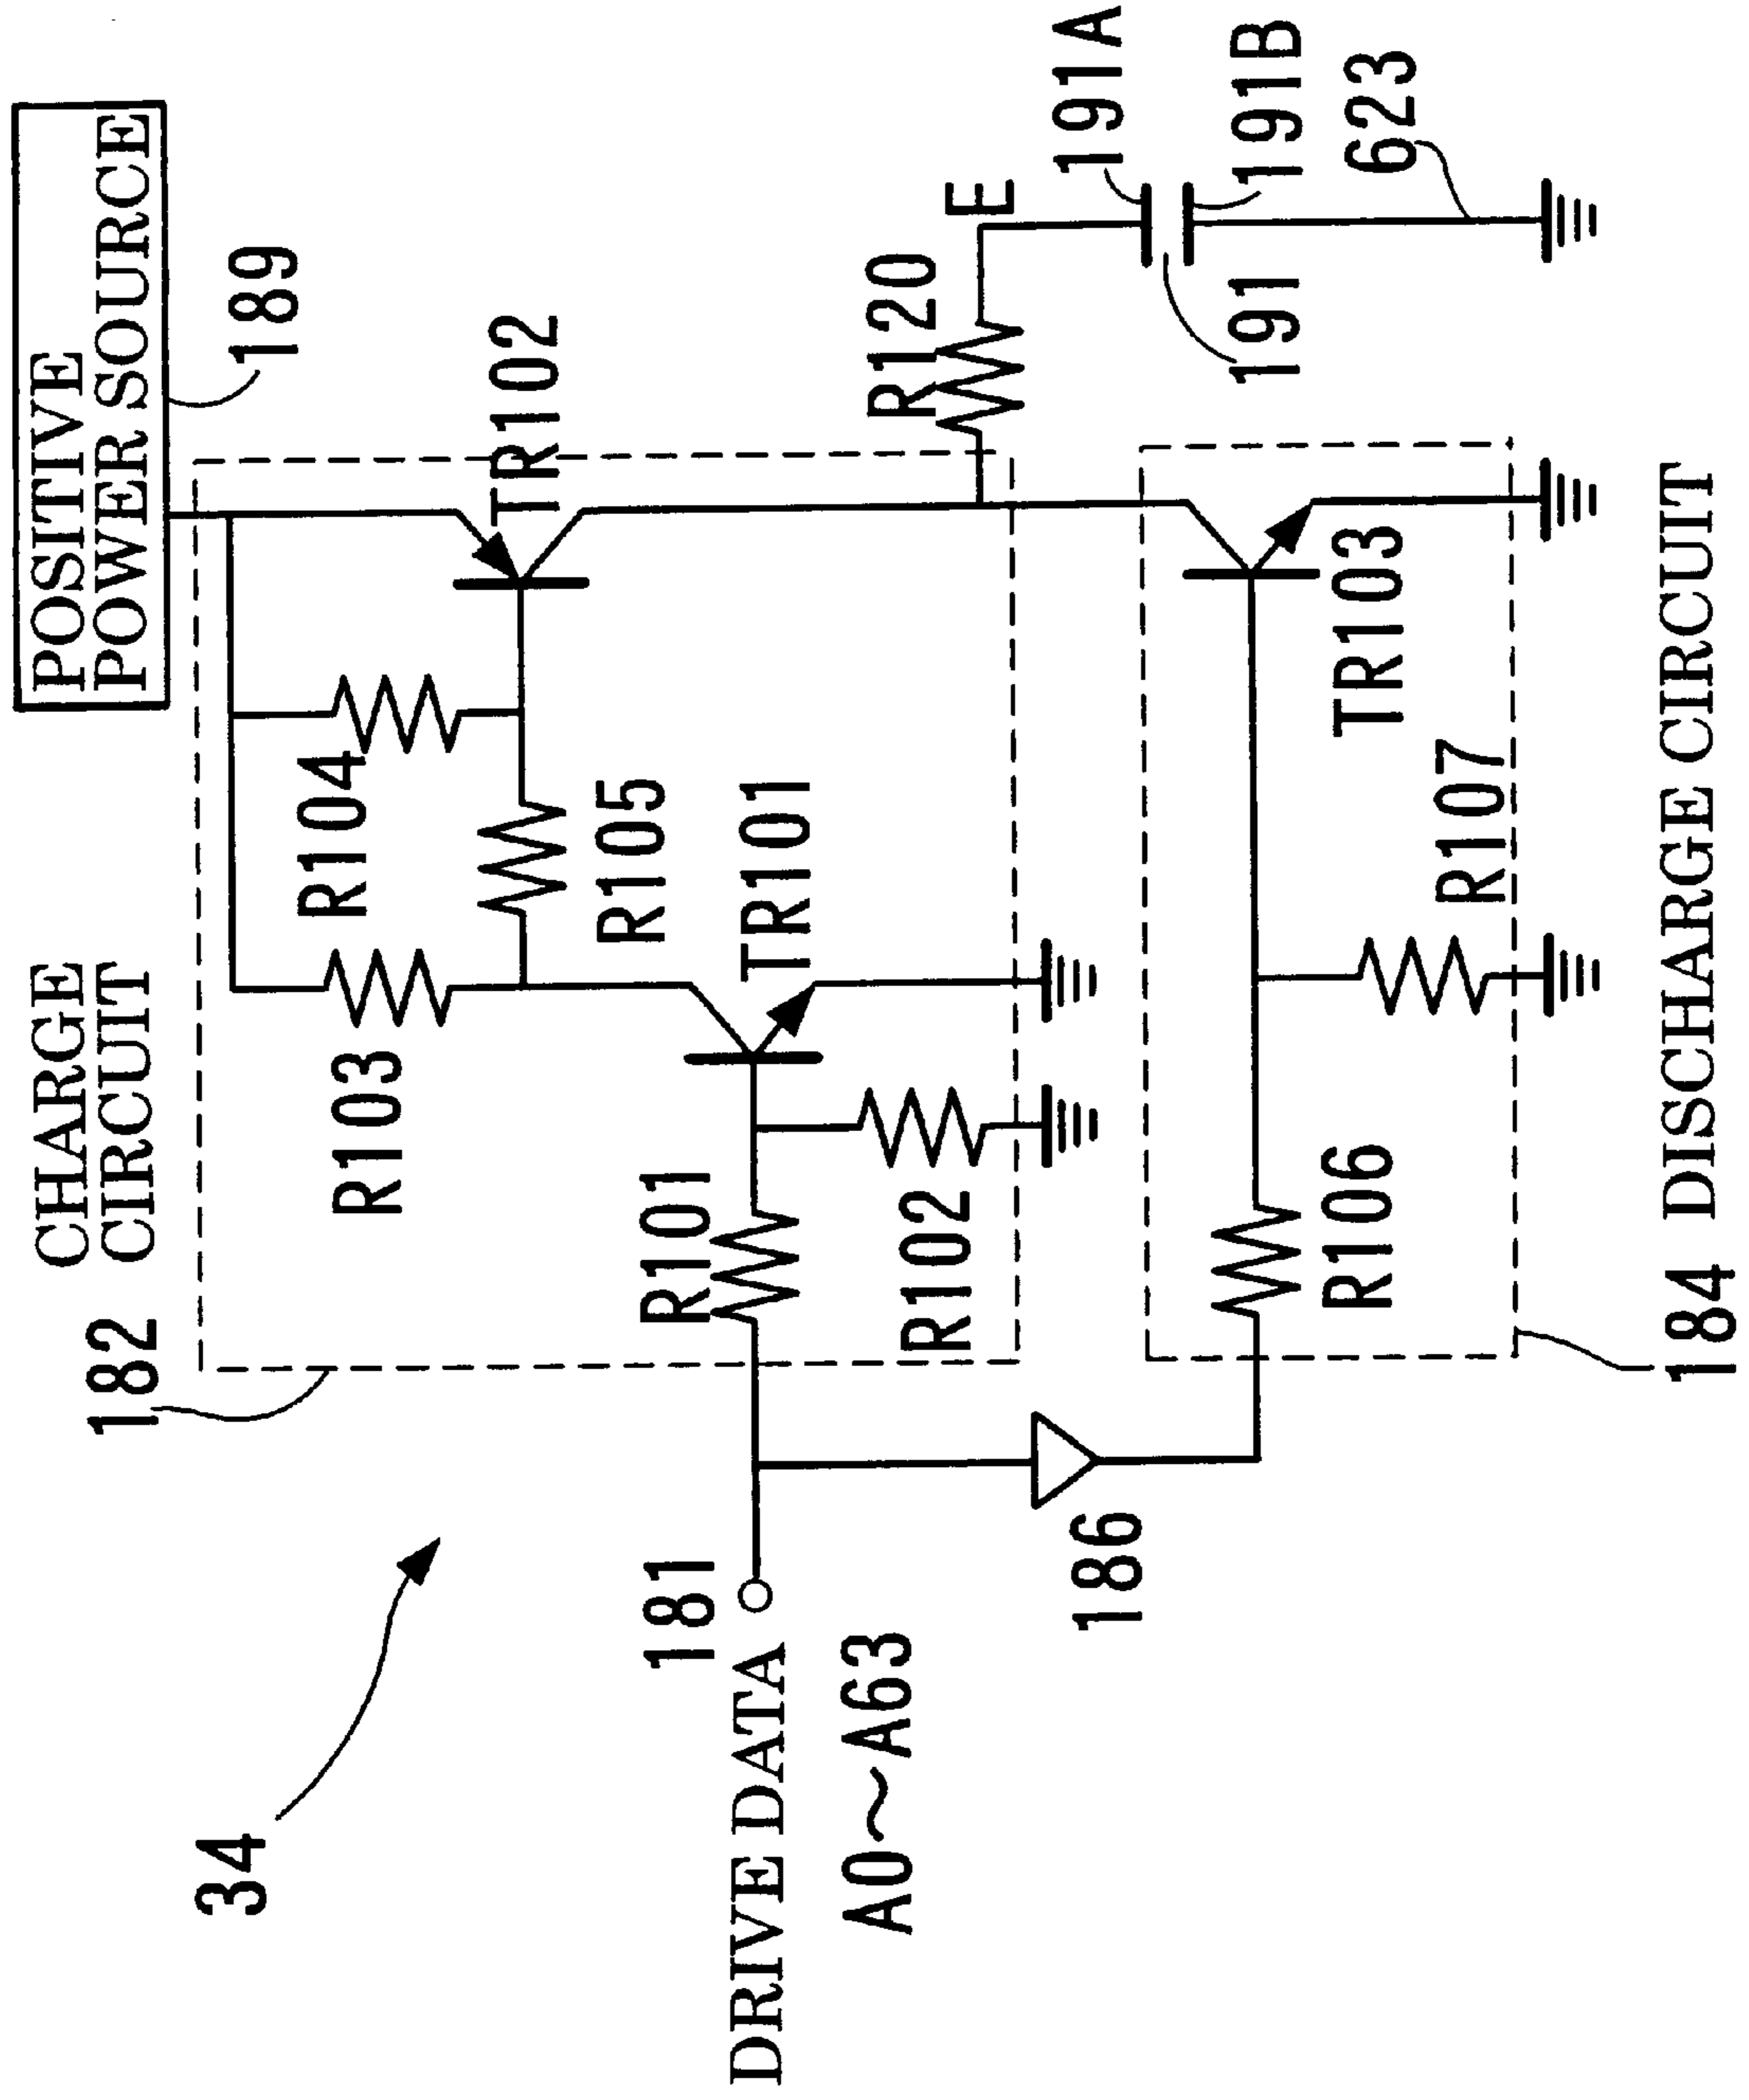 POSITIVE
POWER SOURCE
189
CHARGE
CIRCUIT
182
34
R103
R104
R105
TR102
TR101
R101
R102
R120
E
191A
191B
191
623
181
DRIVE DATA
A0~A63
186
R106
R107
TR103
184 DISCHARGE CIRCUIT